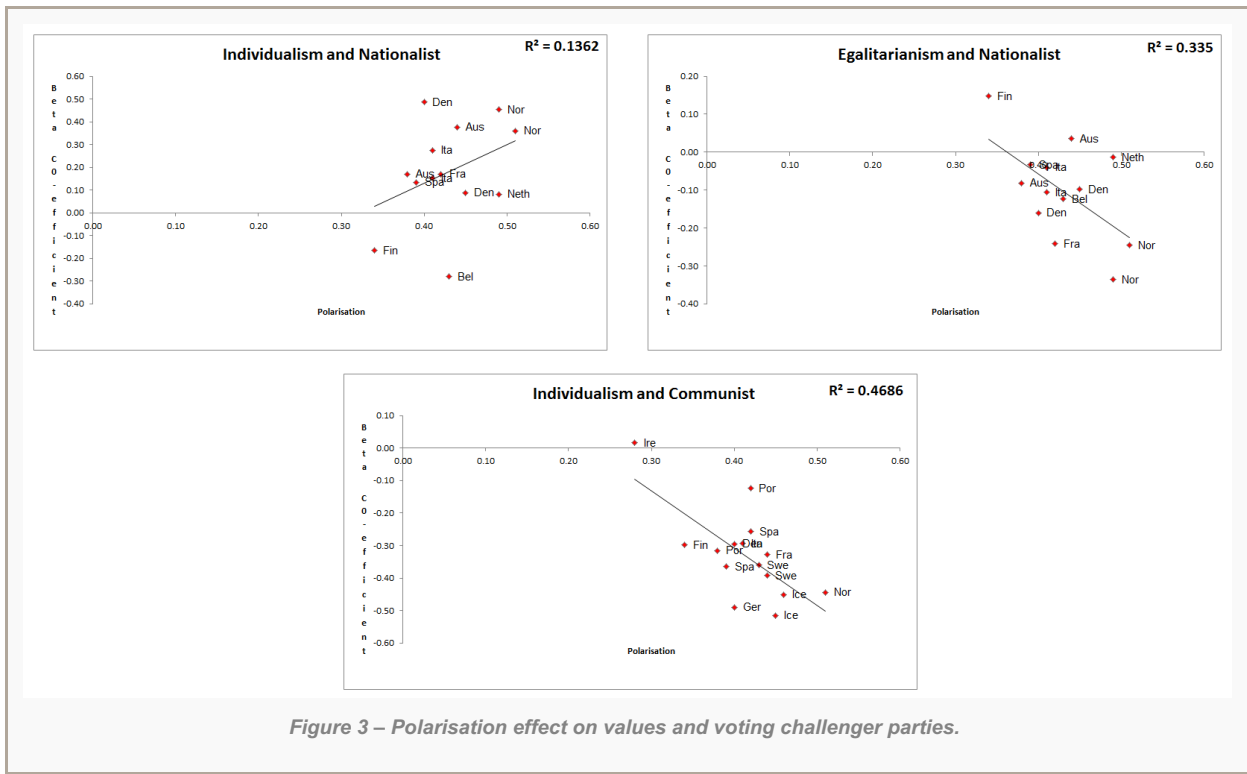 Individualism and Nationalist
R² = 0.1362
Beta C0-efficient
0.60
0.50
0.40
0.30
0.20
0.10
0.00
-0.10
-0.20
-0.30
-0.40
0.00 0.10 0.20 0.30 0.40 0.50 0.60
Den
Nor
Aus
Nor
Ita
Aus
Fra
Ita
Spa
Den
Neth
Fin
Bel
Polarisation
Egalitarianism and Nationalist
R² = 0.335
Beta C0-efficient
0.20
0.10
0.00
-0.10
-0.20
-0.30
-0.40
0.00 0.10 0.20 0.30 0.40 0.50 0.60
Fin
Aus
Neth
Spa
Ita
Aus
Den
Ita
Bel
Den
Fra
Nor
Nor
Polarisation
Individualism and Communist
R² = 0.4686
Beta C0-efficient
0.10
0.00
-0.10
-0.20
-0.30
-0.40
-0.50
-0.60
0.00 0.10 0.20 0.30 0.40 0.50 0.60
Ire
Por
Spa
Fin
Den
Ita
Por
Fra
Spa
Swe
Swe
Ger
Ice
Nor
Ice
Polarisation
Figure 3 – Polarisation effect on values and voting challenger parties.